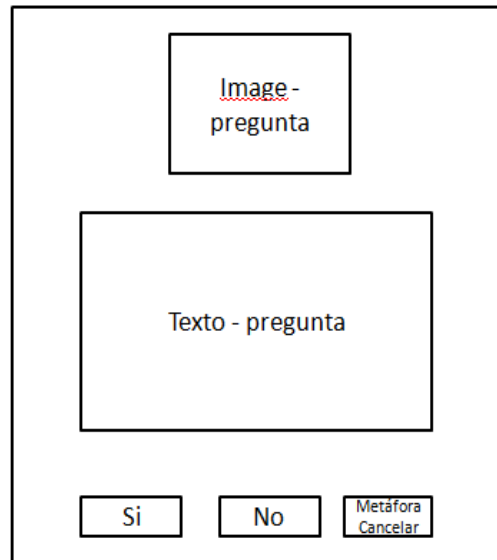 Image -
pregunta
Texto - pregunta
Si
No
Metáfora
Cancelar